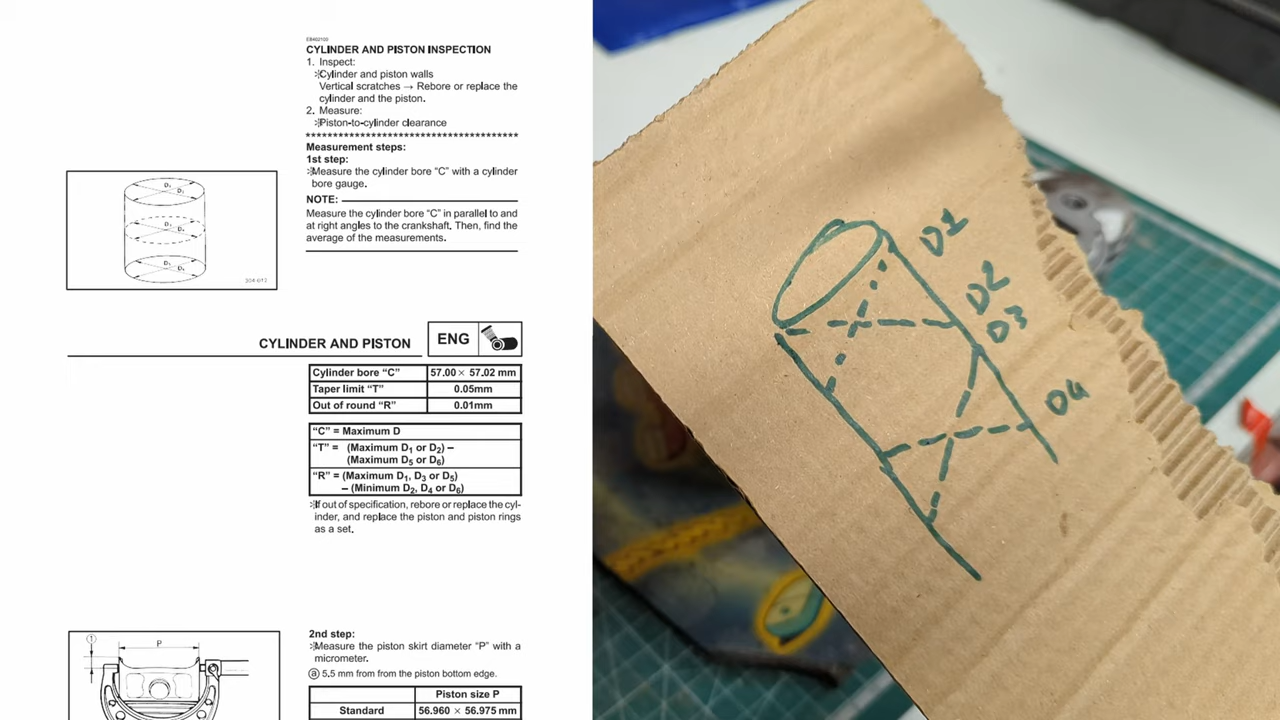 EB402100
CYLINDER AND PISTON INSPECTION
1. Inspect:
Cylinder and piston walls
Vertical scratches → Rebore or replace the
cylinder and the piston.
2. Measure:
Piston-to-cylinder clearance
****************************************
Measurement steps:
1st step:
Measure the cylinder bore “C” with a cylinder
bore gauge.
NOTE:
Measure the cylinder bore “C” in parallel to and
at right angles to the crankshaft. Then, find the
average of the measurements.
CYLINDER AND PISTON
ENG
Cylinder bore “C” 57.00 × 57.02 mm
Taper limit “T” 0.05mm
Out of round “R” 0.01mm
“C” = Maximum D
“T” = (Maximum D₁ or D₂) –
(Maximum D₅ or D₆)
“R” = (Maximum D₁, D₃ or D₅)
– (Minimum D₂, D₄ or D₆)
If out of specification, rebore or replace the cyl-
inder, and replace the piston and piston rings
as a set.
P
2nd step:
Measure the piston skirt diameter “P” with a
micrometer.
ⓐ 5,5 mm from from the piston bottom edge.
Piston size P
Standard 56.960 × 56.975 mm
D1
D2
D3
D4